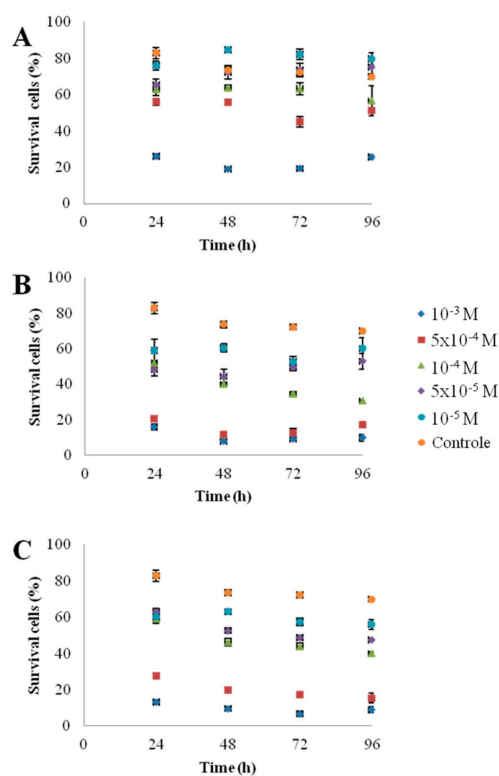 A
100
80
60
40
20
0
Survival cells (%)
0 24 48 72 96
Time (h)
B
100
80
60
40
20
0
Survival cells (%)
0 24 48 72 96
Time (h)
10⁻³ M
5x10⁻⁴ M
10⁻⁴ M
5x10⁻⁵ M
10⁻⁵ M
Controle
C
100
80
60
40
20
0
Survival cells (%)
0 24 48 72 96
Time (h)